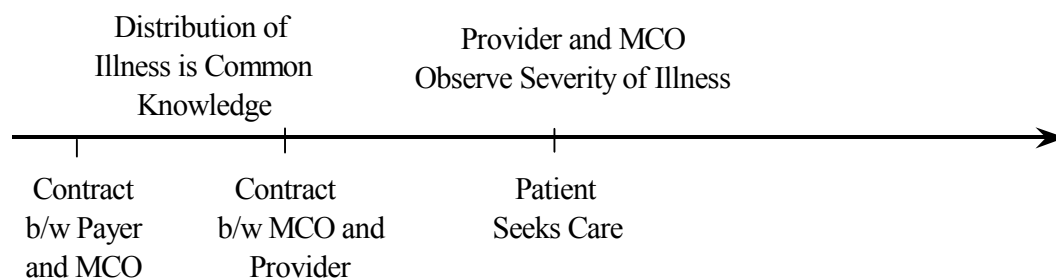 Distribution of
Illness is Common
Knowledge
Provider and MCO
Observe Severity of Illness
Contract
b/w Payer
and MCO
Contract
b/w MCO and
Provider
Patient
Seeks Care